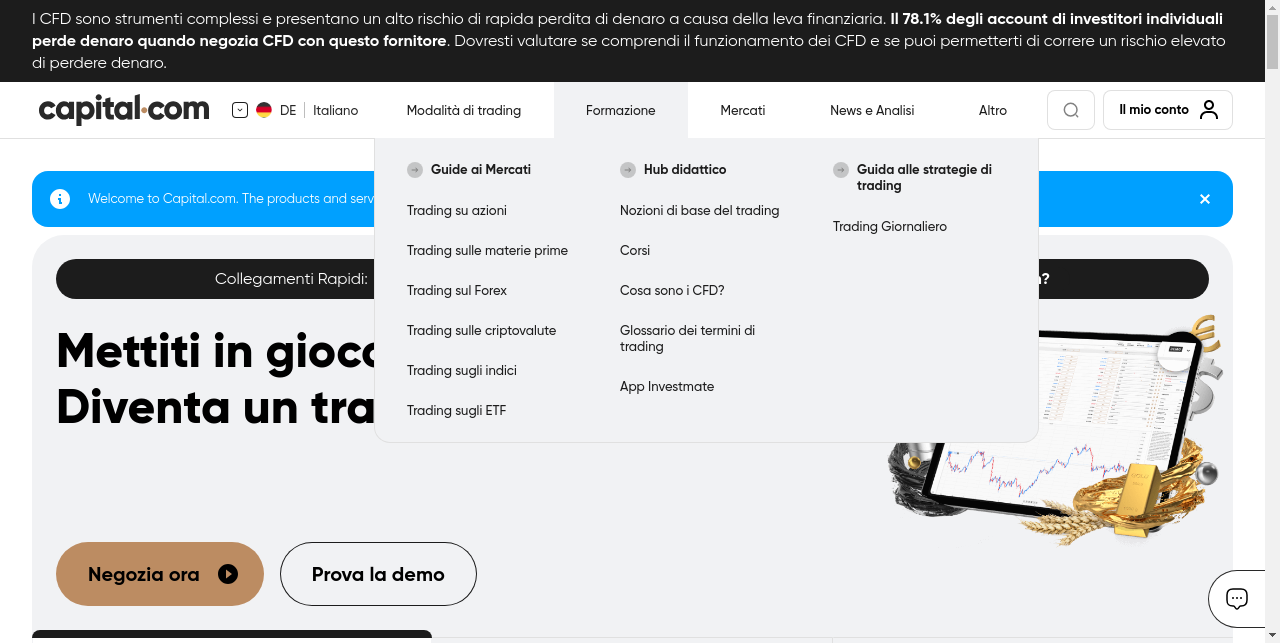 I CFD sono strumenti complessi e presentano un alto rischio di rapida perdita di denaro a causa della leva finanziaria. Il 78.1% degli account di investitori individuali
perde denaro quando negozia CFD con questo fornitore. Dovresti valutare se comprendi il funzionamento dei CFD e se puoi permetterti di correre un rischio elevato
di perdere denaro.
capital.com
DE
Italiano
Modalità di trading
Formazione
Mercati
News e Analisi
Altro
Il mio conto
Guide ai Mercati
Trading su azioni
Trading sulle materie prime
Trading sul Forex
Trading sulle criptovalute
Trading sugli indici
Trading sugli ETF
Hub didattico
Nozioni di base del trading
Corsi
Cosa sono i CFD?
Glossario dei termini di
trading
App Investmate
Guida alle strategie di
trading
Trading Giornaliero
Welcome to Capital.com. The products and serv
Collegamenti Rapidi:
?
Mettiti in gioco
Diventa un tra
Negozia ora
Prova la demo